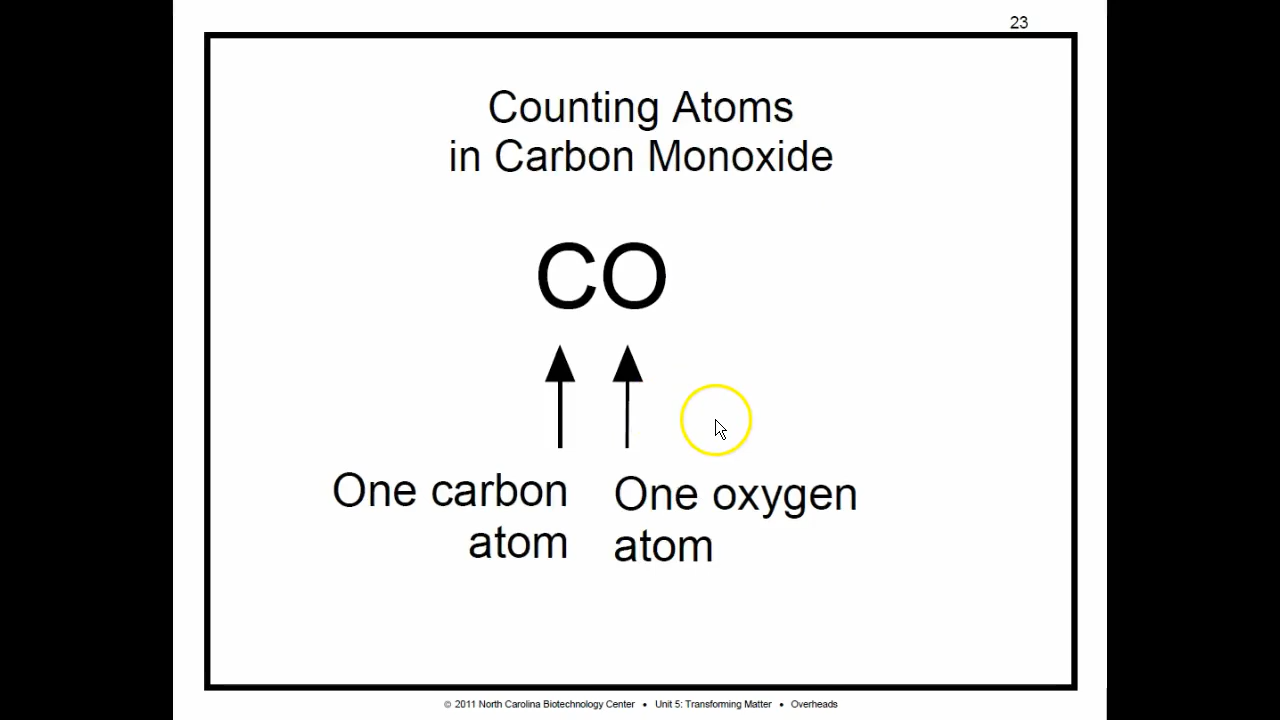 23
Counting Atoms
in Carbon Monoxide
CO
One carbon
atom
One oxygen
atom
© 2011 North Carolina Biotechnology Center • Unit 5: Transforming Matter • Overheads